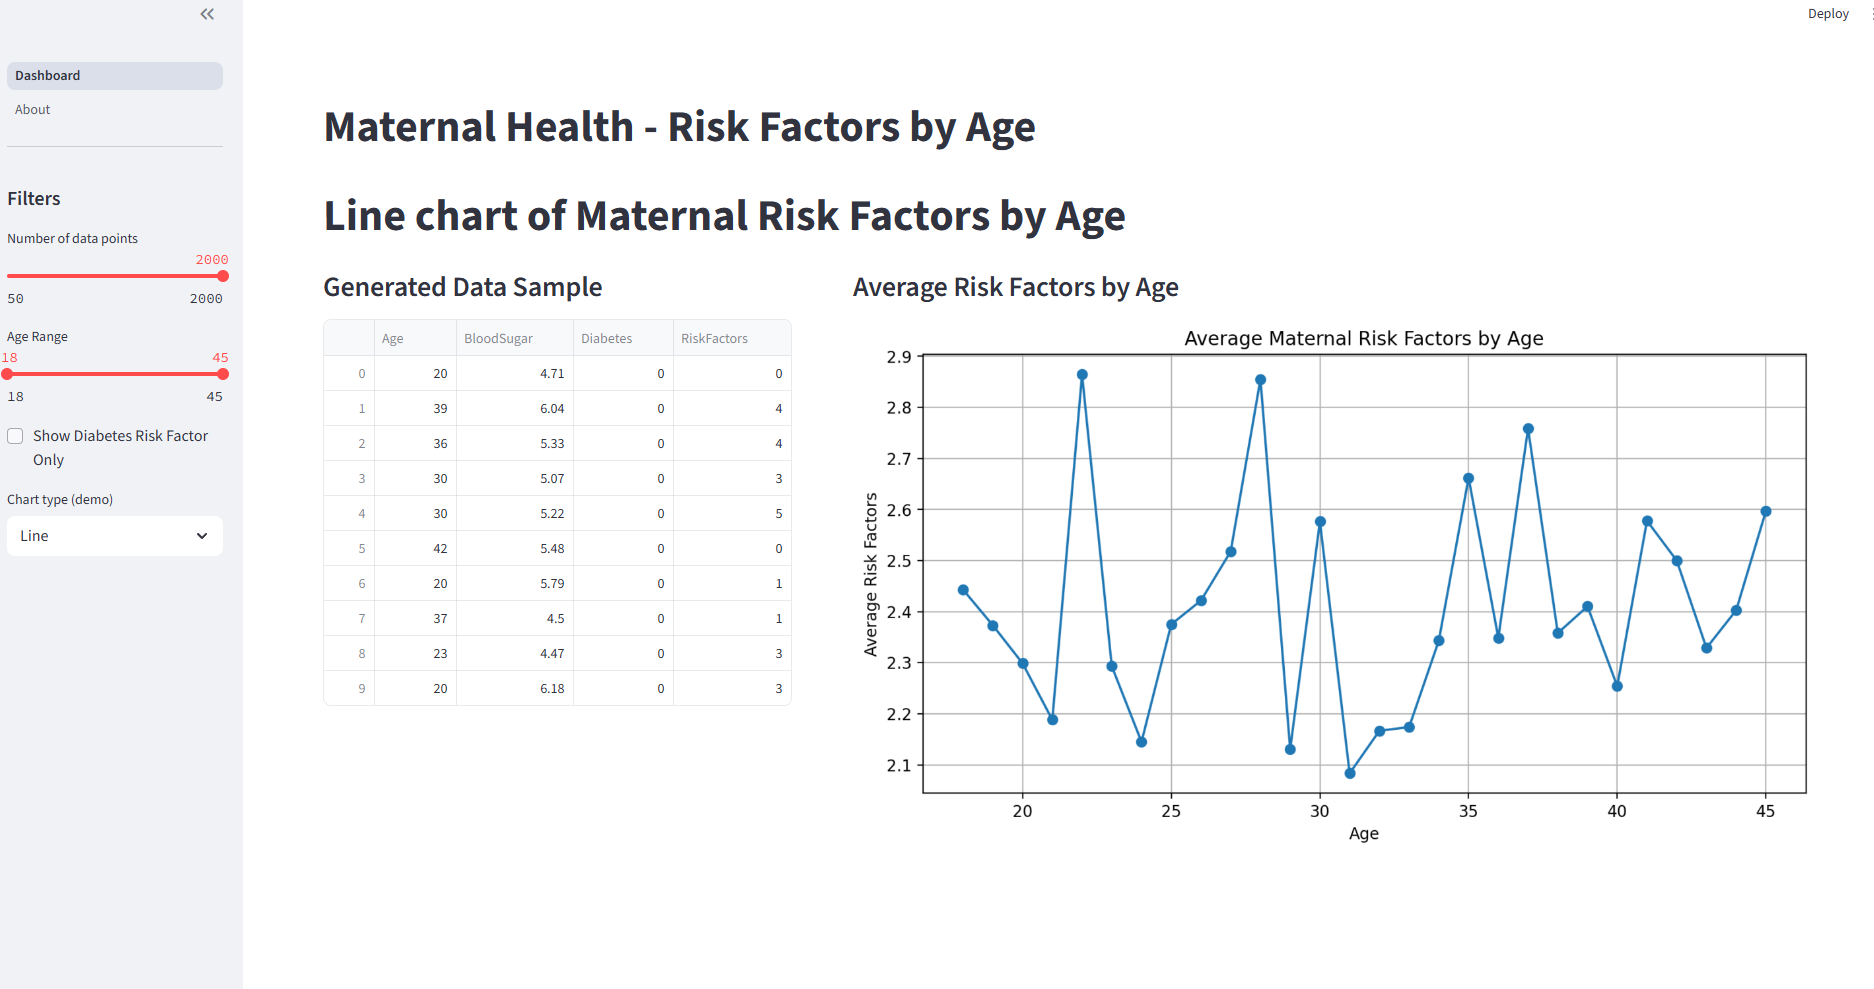 Deploy
Dashboard
About
Filters
Number of data points
2000
50 2000
Age Range
18 45
18 45
Show Diabetes Risk Factor
Only
Chart type (demo)
Line
Maternal Health - Risk Factors by Age
Line chart of Maternal Risk Factors by Age
Generated Data Sample
Age BloodSugar Diabetes RiskFactors
0 20 4.71 0 0
1 39 6.04 0 4
2 36 5.33 0 4
3 30 5.07 0 3
4 30 5.22 0 5
5 42 5.48 0 0
6 20 5.79 0 1
7 37 4.5 0 1
8 23 4.47 0 3
9 20 6.18 0 3
Average Risk Factors by Age
Average Maternal Risk Factors by Age
2.9
2.8
2.7
2.6
2.5
2.4
2.3
2.2
2.1
Average Risk Factors
20 25 30 35 40 45
Age